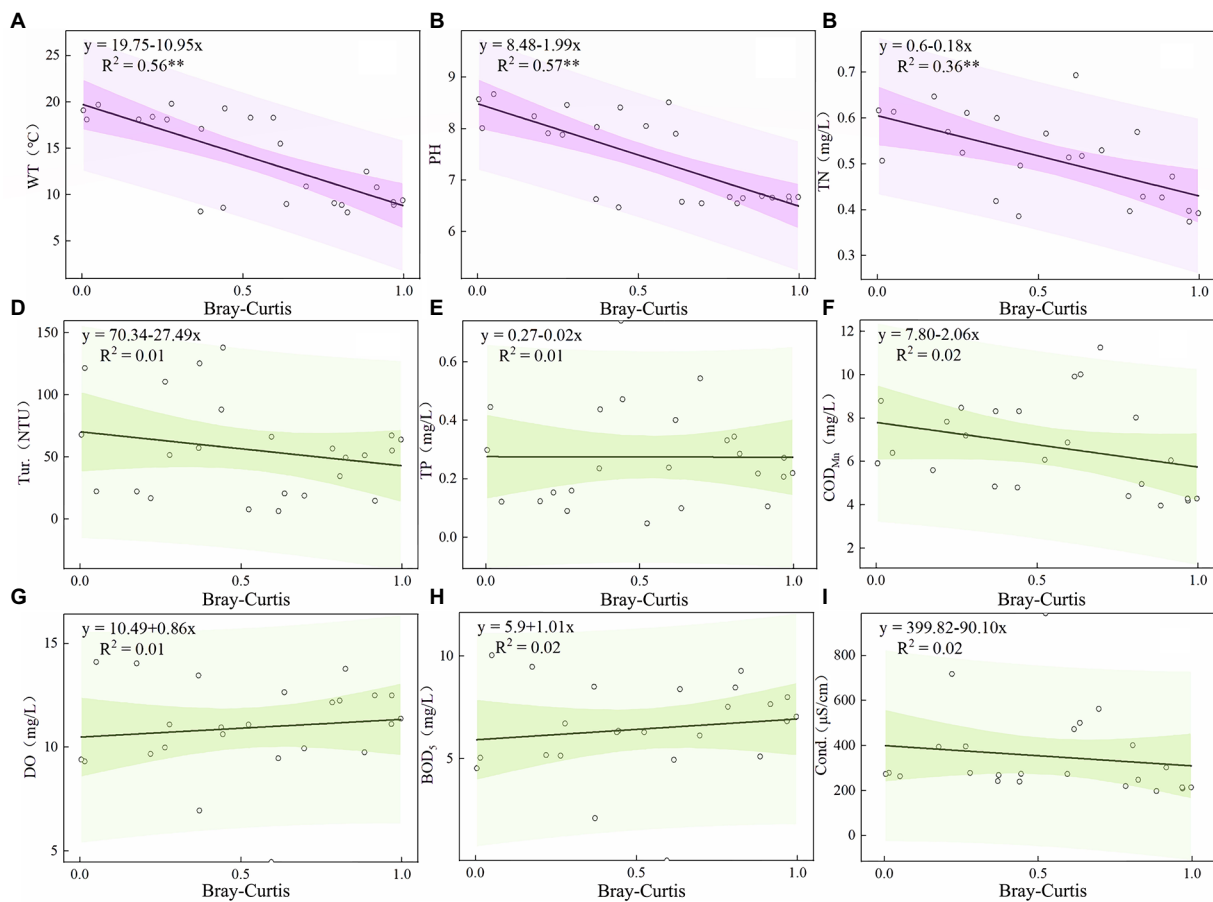 A
y = 19.75-10.95x
R² = 0.56**
25
20
15
10
5
WT (°C)
0.0 0.5 1.0
Bray-Curtis
B
y = 8.48-1.99x
R² = 0.57**
9
8
7
6
PH
0.0 0.5 1.0
Bray-Curtis
B
y = 0.6-0.18x
R² = 0.36**
0.7
0.6
0.5
0.4
0.3
TN (mg/L)
0.0 0.5 1.0
Bray-Curtis
D
y = 70.34-27.49x
R² = 0.01
150
100
50
0
Tur. (NTU)
0.0 0.5 1.0
Bray-Curtis
E
y = 0.27-0.02x
R² = 0.01
0.6
0.4
0.2
0.0
TP (mg/L)
0.0 0.5 1.0
Bray-Curtis
F
y = 7.80-2.06x
R² = 0.02
12
10
8
6
4
2
COD_Mn (mg/L)
0.0 0.5 1.0
Bray-Curtis
G
y = 10.49+0.86x
R² = 0.01
15
10
5
DO (mg/L)
0.0 0.5 1.0
Bray-Curtis
H
y = 5.9+1.01x
R² = 0.02
10
5
BOD₅ (mg/L)
0.0 0.5 1.0
Bray-Curtis
I
y = 399.82-90.10x
R² = 0.02
800
600
400
200
0
Cond. (μS/cm)
0.0 0.5 1.0
Bray-Curtis